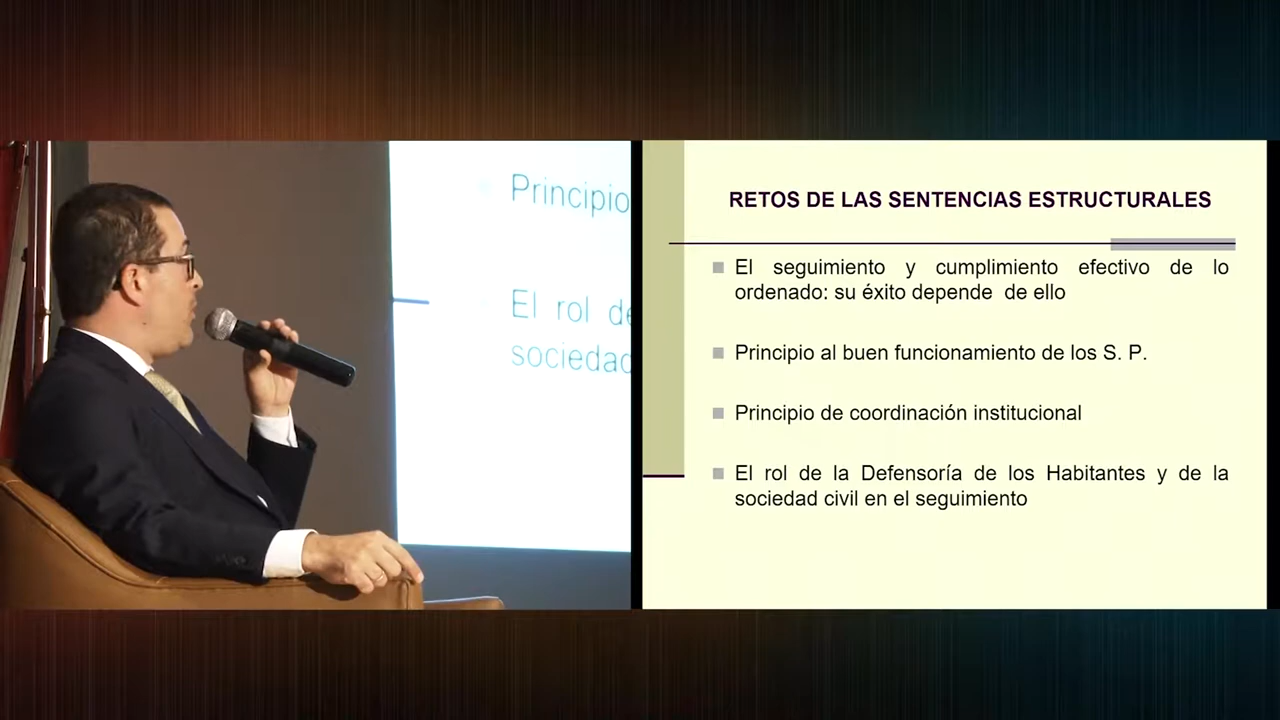 Principio
El rol de
sociedad
RETOS DE LAS SENTENCIAS ESTRUCTURALES
El seguimiento y cumplimiento efectivo de lo
ordenado: su éxito depende de ello
Principio al buen funcionamiento de los S. P.
Principio de coordinación institucional
El rol de la Defensoría de los Habitantes y de la
sociedad civil en el seguimiento